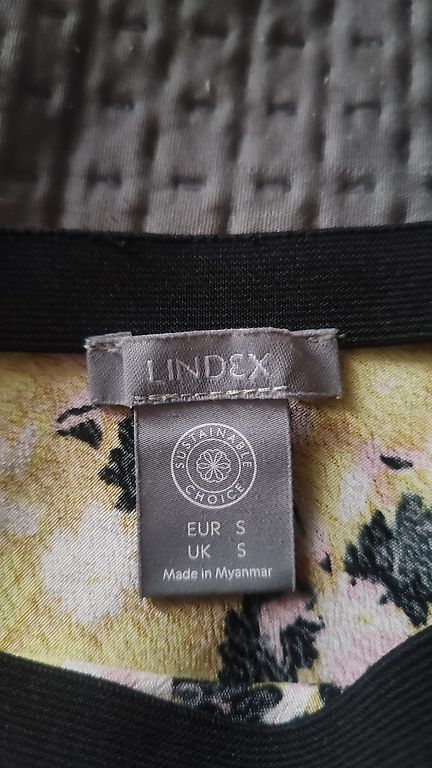 LINDEX
SUSTAINABLE
CHOICE
EUR S
UK S
Made in Myanmar